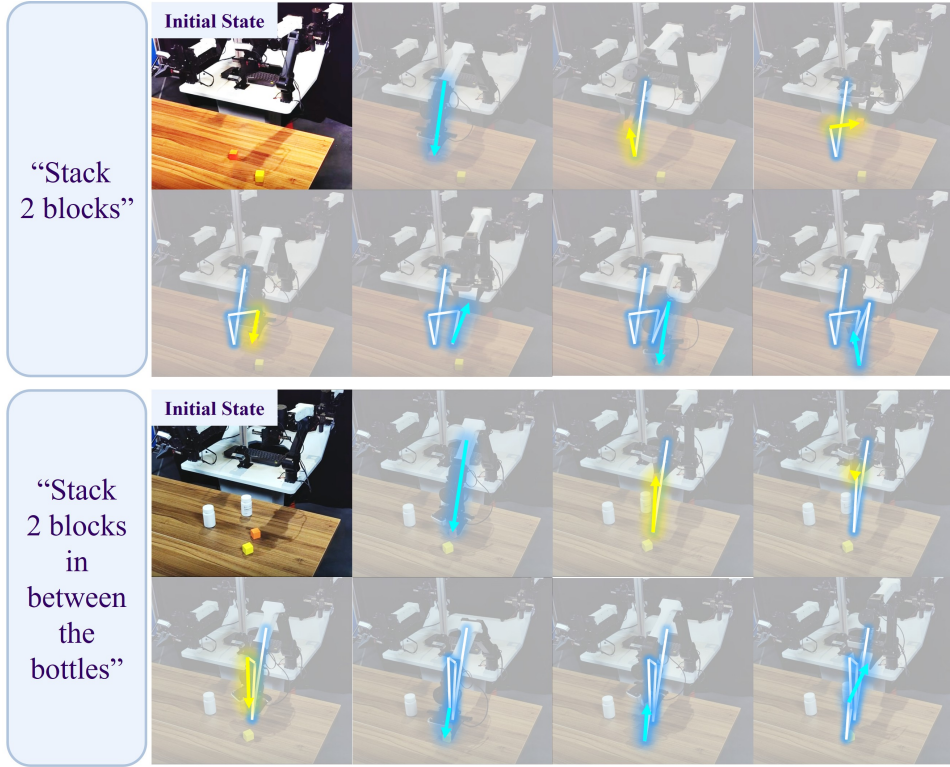 Initial State
“Stack
2 blocks”
Initial State
“Stack
2 blocks
in
between
the
bottles”